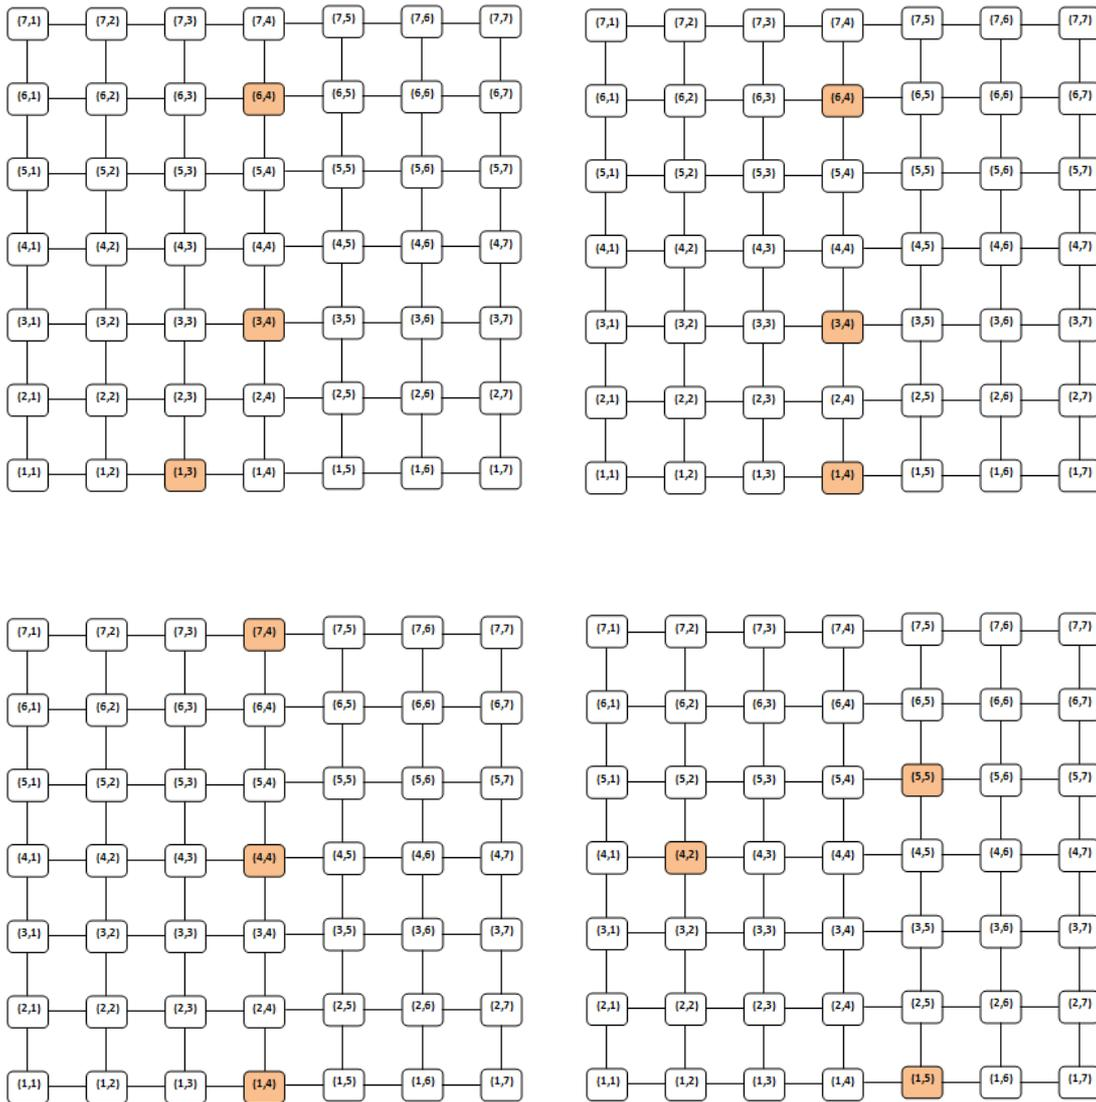 (7,1) (7,2) (7,3) (7,4) (7,5) (7,6) (7,7)
(6,1) (6,2) (6,3) (6,4) (6,5) (6,6) (6,7)
(5,1) (5,2) (5,3) (5,4) (5,5) (5,6) (5,7)
(4,1) (4,2) (4,3) (4,4) (4,5) (4,6) (4,7)
(3,1) (3,2) (3,3) (3,4) (3,5) (3,6) (3,7)
(2,1) (2,2) (2,3) (2,4) (2,5) (2,6) (2,7)
(1,1) (1,2) (1,3) (1,4) (1,5) (1,6) (1,7)
(7,1) (7,2) (7,3) (7,4) (7,5) (7,6) (7,7)
(6,1) (6,2) (6,3) (6,4) (6,5) (6,6) (6,7)
(5,1) (5,2) (5,3) (5,4) (5,5) (5,6) (5,7)
(4,1) (4,2) (4,3) (4,4) (4,5) (4,6) (4,7)
(3,1) (3,2) (3,3) (3,4) (3,5) (3,6) (3,7)
(2,1) (2,2) (2,3) (2,4) (2,5) (2,6) (2,7)
(1,1) (1,2) (1,3) (1,4) (1,5) (1,6) (1,7)
(7,1) (7,2) (7,3) (7,4) (7,5) (7,6) (7,7)
(6,1) (6,2) (6,3) (6,4) (6,5) (6,6) (6,7)
(5,1) (5,2) (5,3) (5,4) (5,5) (5,6) (5,7)
(4,1) (4,2) (4,3) (4,4) (4,5) (4,6) (4,7)
(3,1) (3,2) (3,3) (3,4) (3,5) (3,6) (3,7)
(2,1) (2,2) (2,3) (2,4) (2,5) (2,6) (2,7)
(1,1) (1,2) (1,3) (1,4) (1,5) (1,6) (1,7)
(7,1) (7,2) (7,3) (7,4) (7,5) (7,6) (7,7)
(6,1) (6,2) (6,3) (6,4) (6,5) (6,6) (6,7)
(5,1) (5,2) (5,3) (5,4) (5,5) (5,6) (5,7)
(4,1) (4,2) (4,3) (4,4) (4,5) (4,6) (4,7)
(3,1) (3,2) (3,3) (3,4) (3,5) (3,6) (3,7)
(2,1) (2,2) (2,3) (2,4) (2,5) (2,6) (2,7)
(1,1) (1,2) (1,3) (1,4) (1,5) (1,6) (1,7)